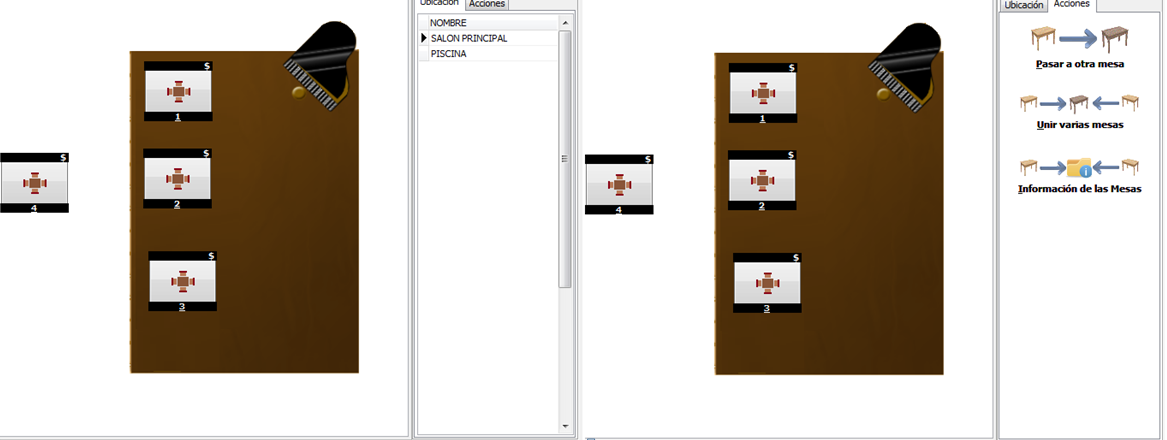 Ubicación Acciones
NOMBRE
SALON PRINCIPAL
PISCINA
$
1
$
2
$
3
$
4
Ubicación Acciones
Pasar a otra mesa
Unir varias mesas
Información de las Mesas
$
1
$
2
$
3
$
4